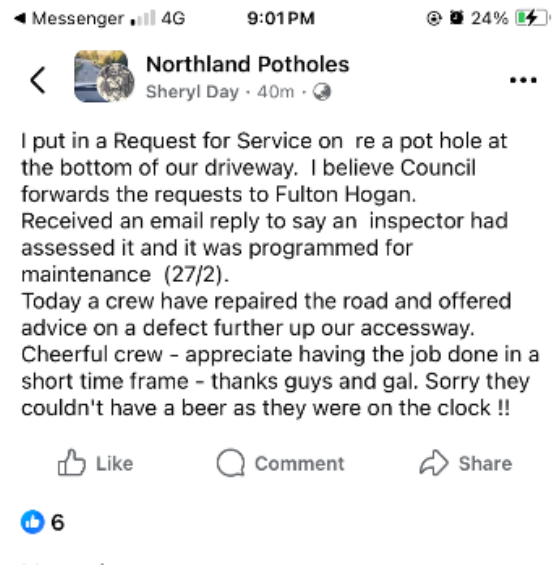 Messenger 4G 9:01PM 24%
Northland Potholes
Sheryl Day · 40m ·
I put in a Request for Service on  re a pot hole at
the bottom of our driveway.  I believe Council
forwards the requests to Fulton Hogan.
Received an email reply to say an  inspector had
assessed it and it was programmed for
maintenance  (27/2).
Today a crew have repaired the road and offered
advice on a defect further up our accessway.
Cheerful crew - appreciate having the job done in a
short time frame - thanks guys and gal. Sorry they
couldn't have a beer as they were on the clock !!
Like Comment Share
6